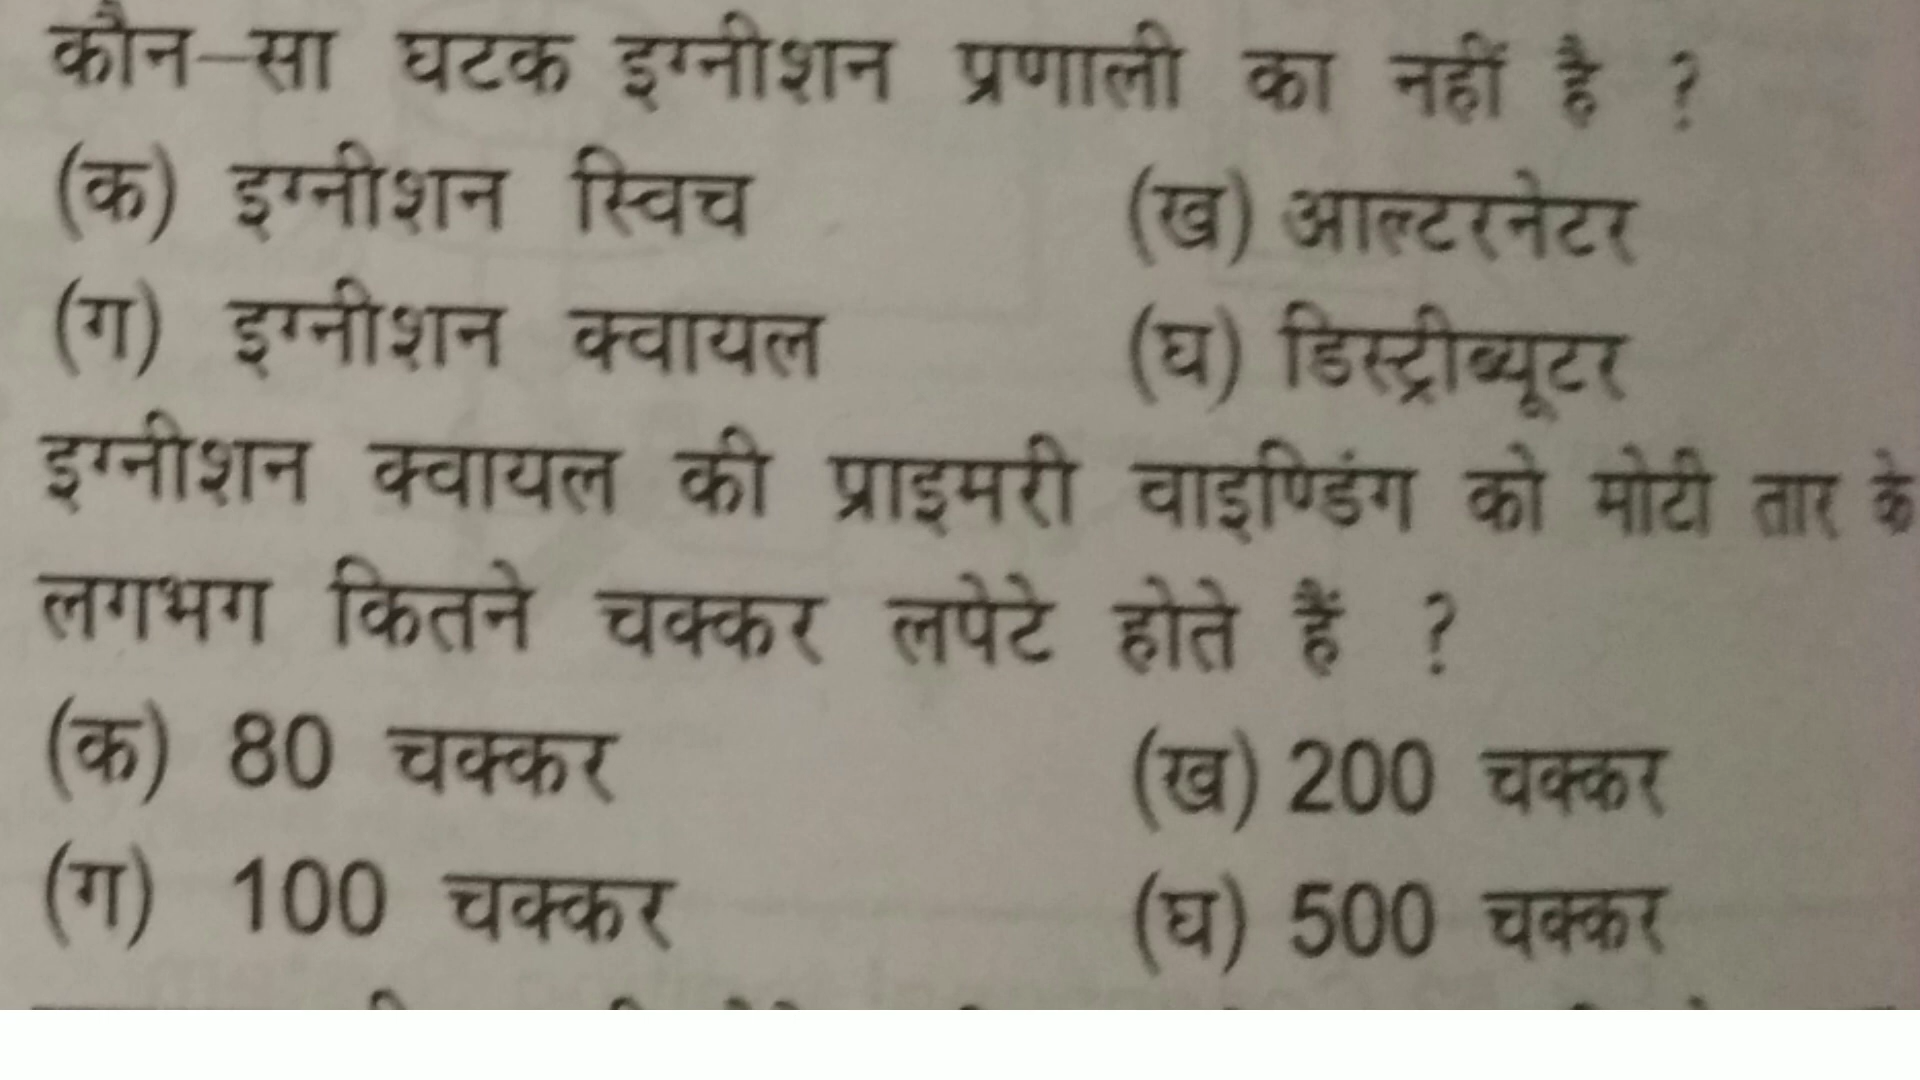 कौन–सा घटक इग्नीशन प्रणाली का नहीं है ?
(क) इग्नीशन स्विच (ख) आल्टरनेटर
(ग) इग्नीशन क्वायल (घ) डिस्ट्रीब्यूटर
इग्नीशन क्वायल की प्राइमरी वाइण्डिंग को मोटी तार के
लगभग कितने चक्कर लपेटे होते हैं ?
(क) 80 चक्कर (ख) 200 चक्कर
(ग) 100 चक्कर (घ) 500 चक्कर